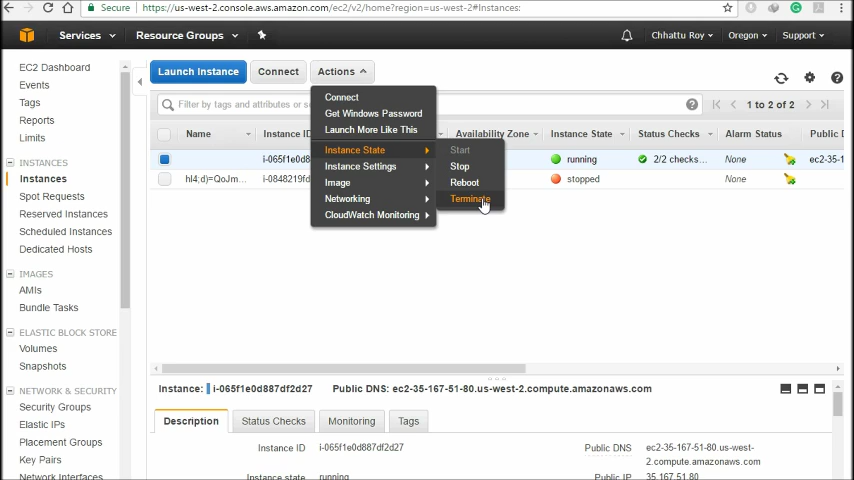 Secure https://us-west-2.console.aws.amazon.com/ec2/v2/home?region=us-west-2#Instances:
Services Resource Groups Chhattu Roy Oregon Support
EC2 Dashboard
Events
Tags
Reports
Limits
INSTANCES
Instances
Spot Requests
Reserved Instances
Scheduled Instances
Dedicated Hosts
IMAGES
AMIs
Bundle Tasks
ELASTIC BLOCK STORE
Volumes
Snapshots
NETWORK & SECURITY
Security Groups
Elastic IPs
Placement Groups
Key Pairs
Network Interfaces
Launch Instance Connect Actions
Filter by tags and attributes or s 1 to 2 of 2
Connect
Get Windows Password
Launch More Like This
Instance State
Instance Settings
Image
Networking
CloudWatch Monitoring
Start
Stop
Reboot
Terminate
Name Instance ID Availability Zone Instance State Status Checks Alarm Status Public D
i-065f1e0d8 running 2/2 checks... None ec2-35-1
hl4;d)=QoJm... i-0848219fd stopped None
Instance: i-065f1e0d887df2d27 Public DNS: ec2-35-167-51-80.us-west-2.compute.amazonaws.com
Description Status Checks Monitoring Tags
Instance ID i-065f1e0d887df2d27 Public DNS ec2-35-167-51-80.us-west-
2.compute.amazonaws.com
Instance state running Public IP 35.167.51.80